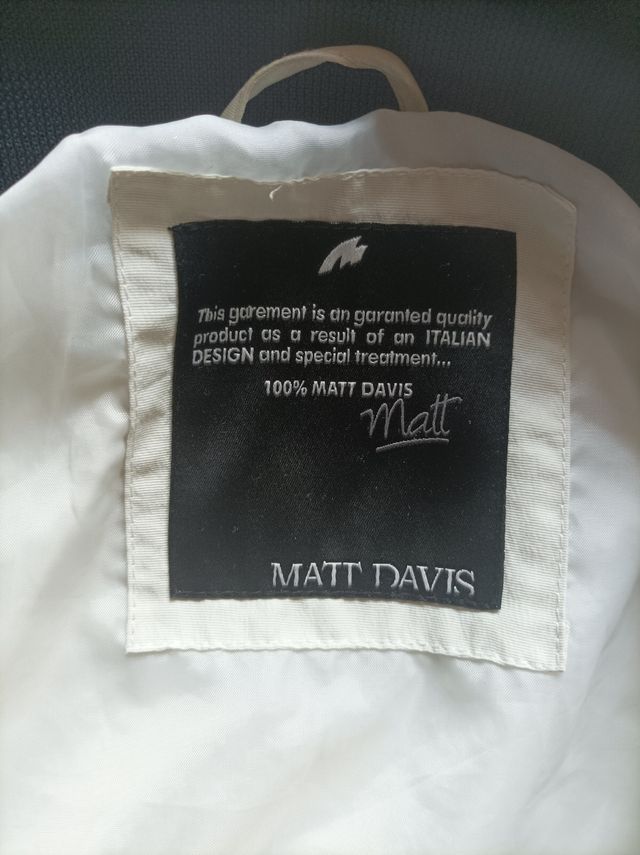 This garement is an garanted quality
product as a result of an ITALIAN
DESIGN and special treatment...
100% MATT DAVIS
Matt
MATT DAVIS